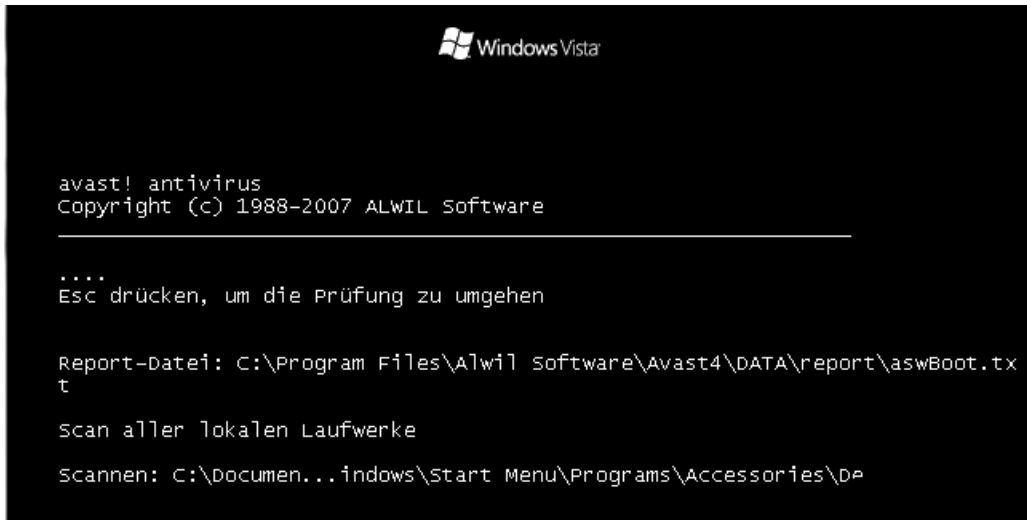 Windows Vista
avast! antivirus
Copyright (c) 1988-2007 ALWIL Software
....
Esc drücken, um die Prüfung zu umgehen
Report-Datei: C:\Program Files\Alwil Software\Avast4\DATA\report\aswBoot.tx
t
Scan aller lokalen Laufwerke
Scannen: C:\Documen...indows\Start Menu\Programs\Accessories\De